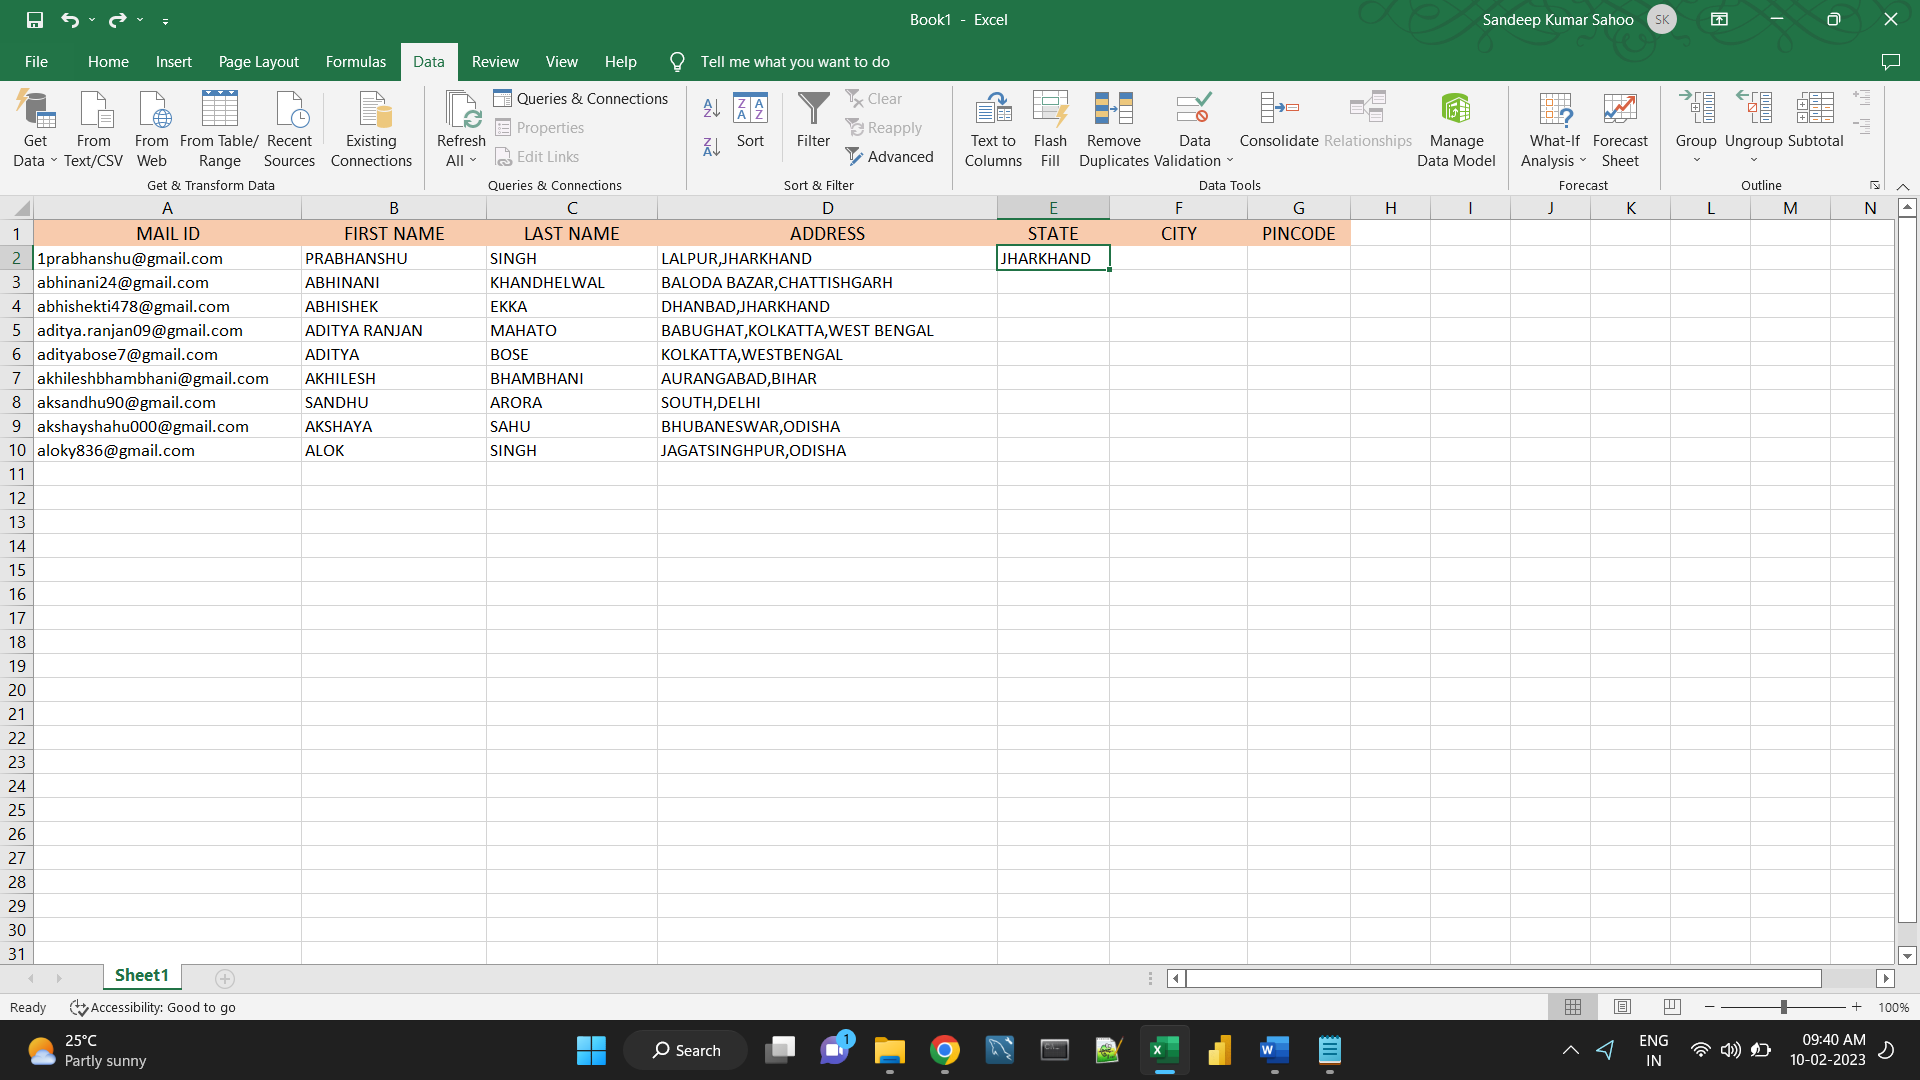 Book1 - Excel
Sandeep Kumar Sahoo SK
File Home Insert Page Layout Formulas Data Review View Help Tell me what you want to do
Get Data
From Text/CSV
From Web
From Table/ Range
Recent Sources
Existing Connections
Get & Transform Data
Refresh All
Queries & Connections
Properties
Edit Links
Queries & Connections
Sort
Filter
Clear
Reapply
Advanced
Sort & Filter
Text to Columns
Flash Fill
Remove Duplicates
Data Validation
Consolidate
Relationships
Manage Data Model
Data Tools
What-If Analysis
Forecast Sheet
Forecast
Group
Ungroup
Subtotal
Outline
A B C D E F G H I J K L M N
1 MAIL ID FIRST NAME LAST NAME ADDRESS STATE CITY PINCODE
2 1prabhanshu@gmail.com PRABHANSHU SINGH LALPUR,JHARKHAND JHARKHAND
3 abhinani24@gmail.com ABHINANI KHANDHELWAL BALODA BAZAR,CHATTISHGARH
4 abhishekti478@gmail.com ABHISHEK EKKA DHANBAD,JHARKHAND
5 aditya.ranjan09@gmail.com ADITYA RANJAN MAHATO BABUGHAT,KOLKATTA,WEST BENGAL
6 adityabose7@gmail.com ADITYA BOSE KOLKATTA,WESTBENGAL
7 akhileshbhambhani@gmail.com AKHILESH BHAMBHANI AURANGABAD,BIHAR
8 aksandhu90@gmail.com SANDHU ARORA SOUTH,DELHI
9 akshayshahu000@gmail.com AKSHAYA SAHU BHUBANESWAR,ODISHA
10 aloky836@gmail.com ALOK SINGH JAGATSINGHPUR,ODISHA
11
12
13
14
15
16
17
18
19
20
21
22
23
24
25
26
27
28
29
30
31
Sheet1
Ready Accessibility: Good to go 100%
25°C
Partly sunny
Search
1
ENG
IN
09:40 AM
10-02-2023